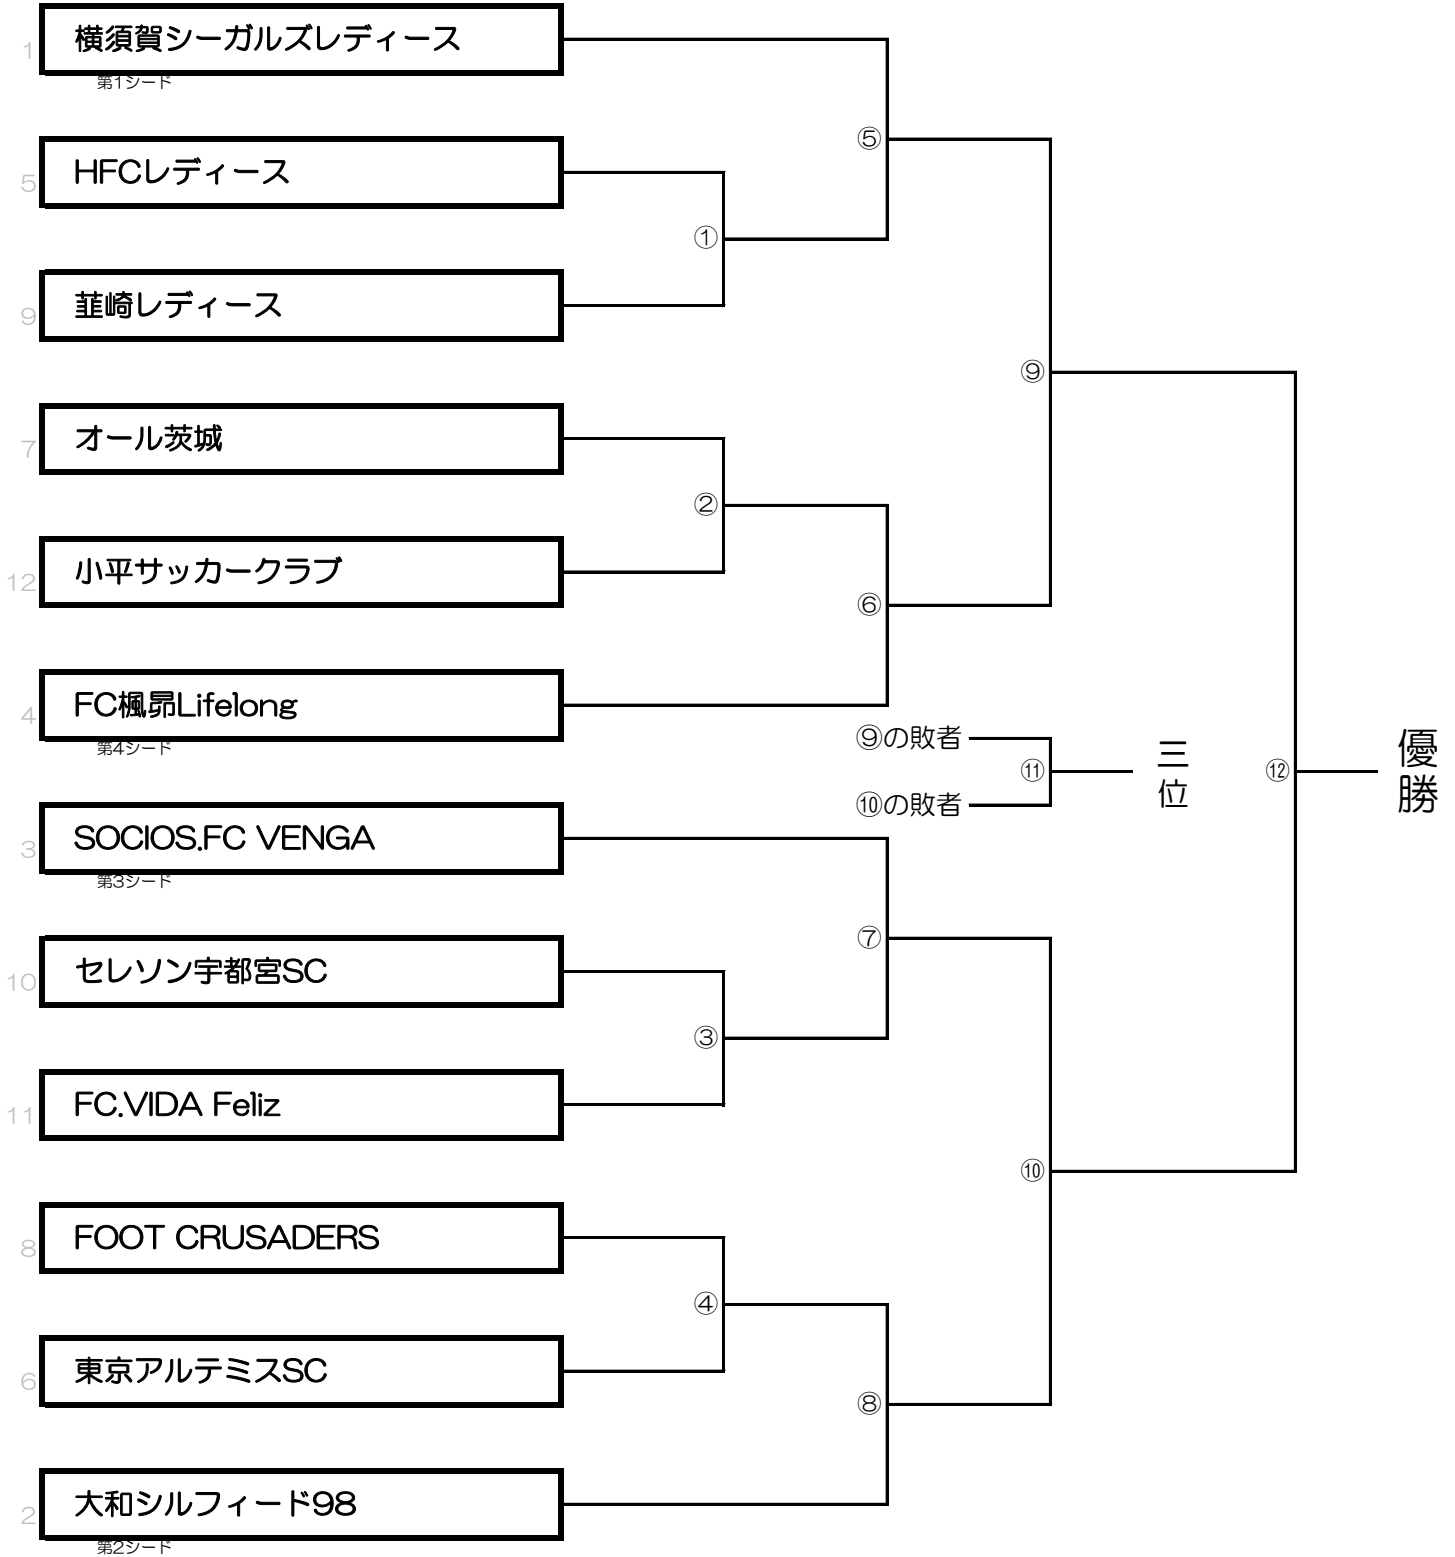 1
横須賀シーガルズレディース
第1シード
⑤
5
HFCレディース
①
9
韮崎レディース
⑨
7
オール茨城
②
12
小平サッカークラブ
⑥
4
FC楓昴Lifelong
第4シード
⑨の敗者
⑪
⑩の敗者
三位
⑫
優勝
3
SOCIOS.FC VENGA
第3シード
⑦
10
セレソン宇都宮SC
③
11
FC.VIDA Feliz
⑩
8
FOOT CRUSADERS
④
6
東京アルテミスSC
⑧
2
大和シルフィード98
第2シード